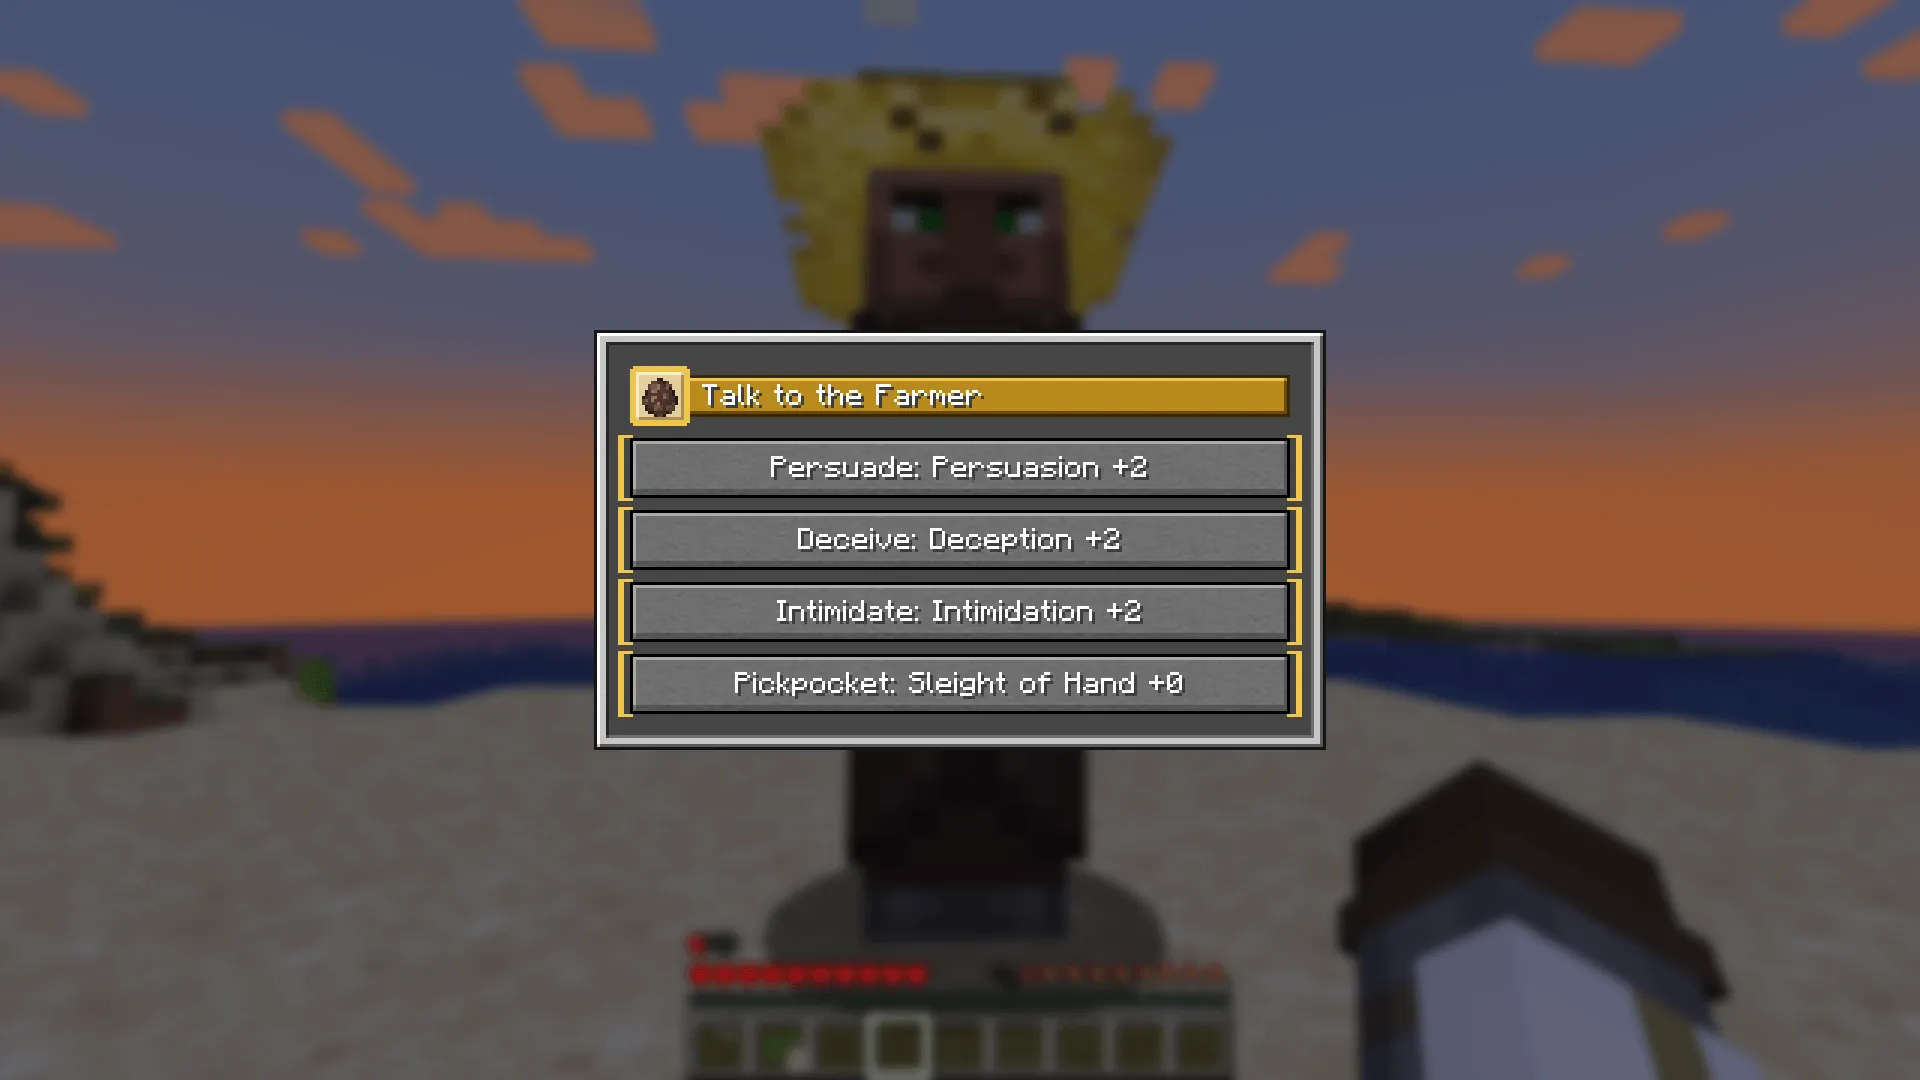 Talk to the Farmer
Persuade: Persuasion +2
Deceive: Deception +2
Intimidate: Intimidation +2
Pickpocket: Sleight of Hand +0